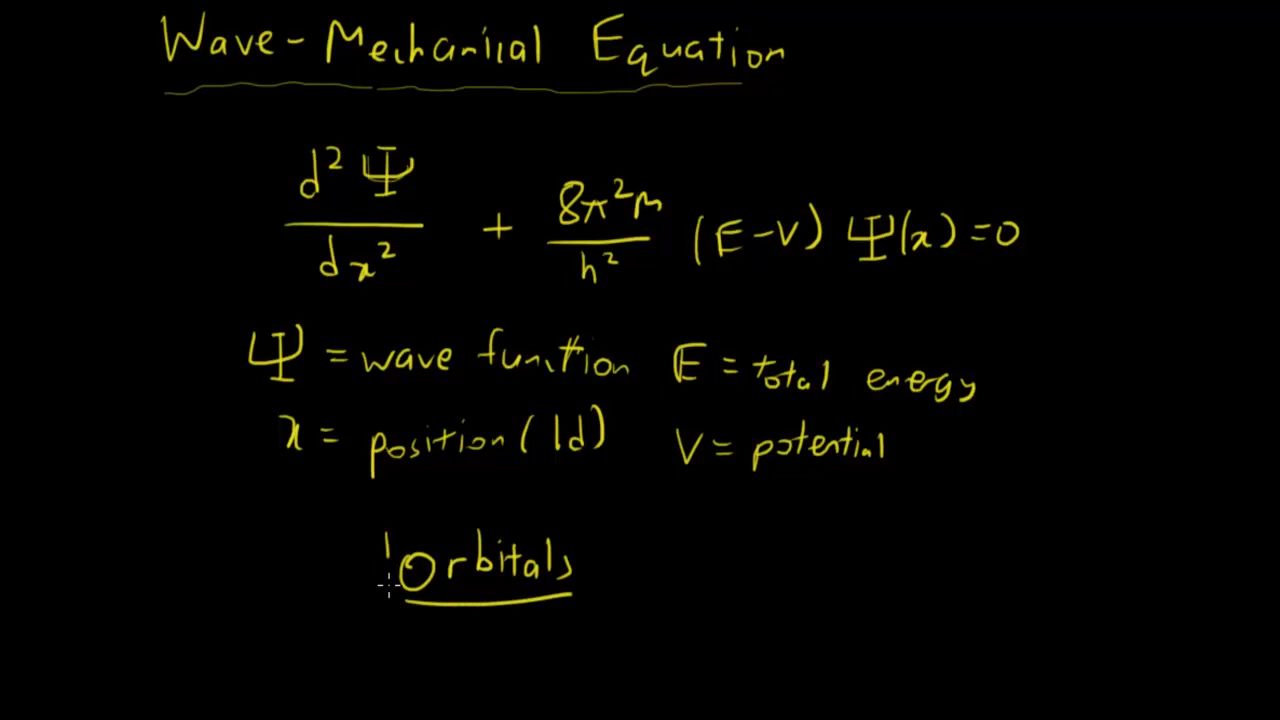 Wave-Mechanical Equation
d²Ψ/dx² + 8π²m/h² (E-V) Ψ(x) = 0
Ψ = wave function E = total energy
x = position (1d) V = potential
Orbitals